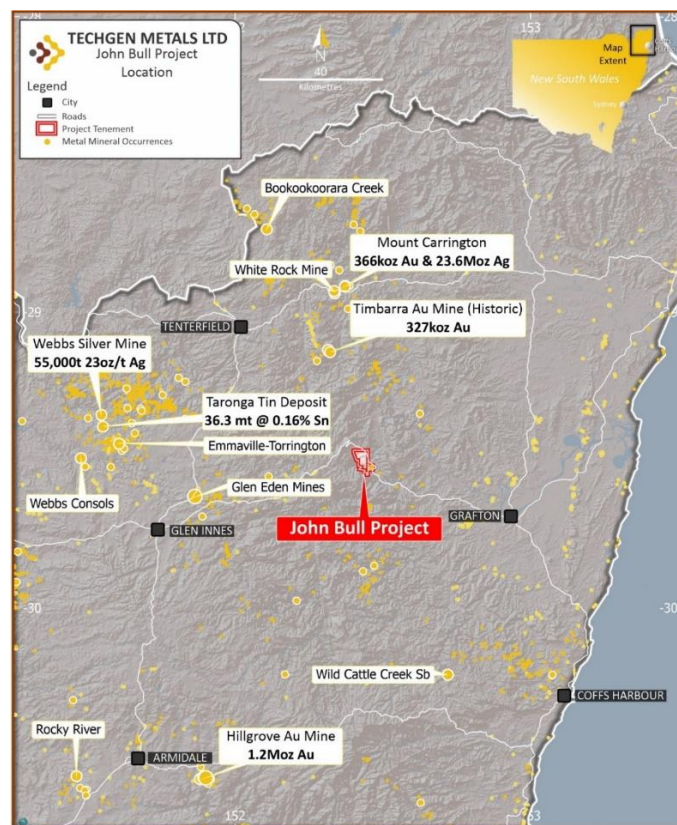 TECHGEN METALS LTD
John Bull Project
Location
Legend
City
Roads
Project Tenement
Metal Mineral Occurrences
40
Kilometres
Map
Extent
New South Wales
Sydney
-28
153
Bookookoorara Creek
Mount Carrington
366koz Au & 23.6Moz Ag
White Rock Mine
-29
-29
Timbarra Au Mine (Historic)
327koz Au
TENTERFIELD
Webbs Silver Mine
55,000t 23oz/t Ag
Taronga Tin Deposit
36.3 mt @ 0.16% Sn
Emmaville-Torrington
Glen Eden Mines
Webbs Consols
John Bull Project
GRAFTON
GLEN INNES
-30
-30
Wild Cattle Creek Sb
COFFS HARBOUR
Rocky River
Hillgrove Au Mine
1.2Moz Au
ARMIDALE
152